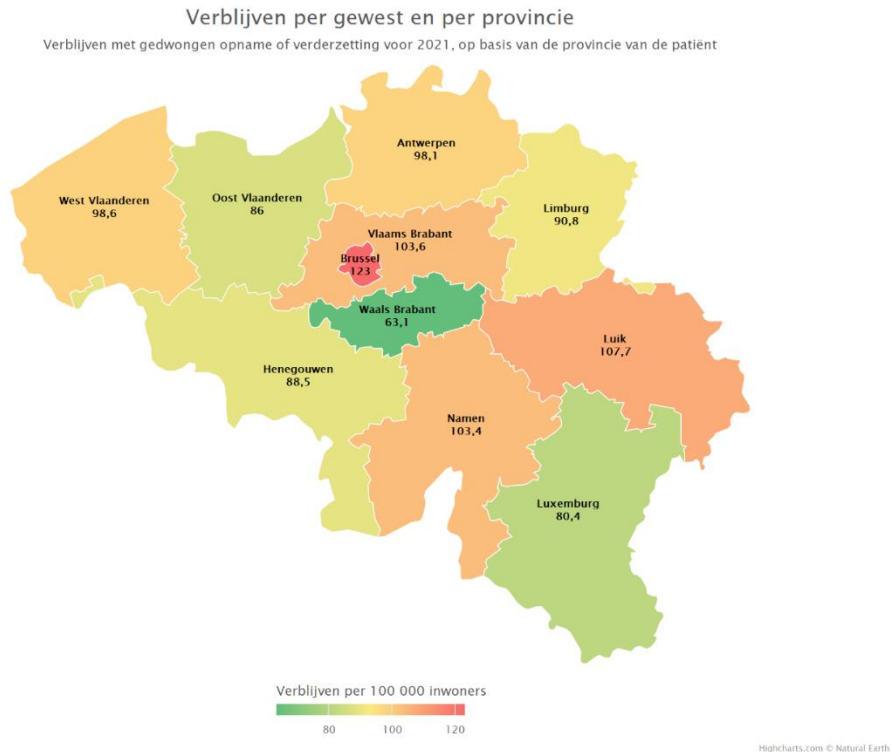 Verblijven per gewest en per provincie
Verblijven met gedwongen opname of verderzetting voor 2021, op basis van de provincie van de patiënt
Antwerpen
98,1
West Vlaanderen
98,6
Oost Vlaanderen
86
Limburg
90,8
Vlaams Brabant
103,6
Brussel
123
Waals Brabant
63,1
Luik
107,7
Henegouwen
88,5
Namen
103,4
Luxemburg
80,4
Verblijven per 100 000 inwoners
80 100 120
Highcharts.com © Natural Earth